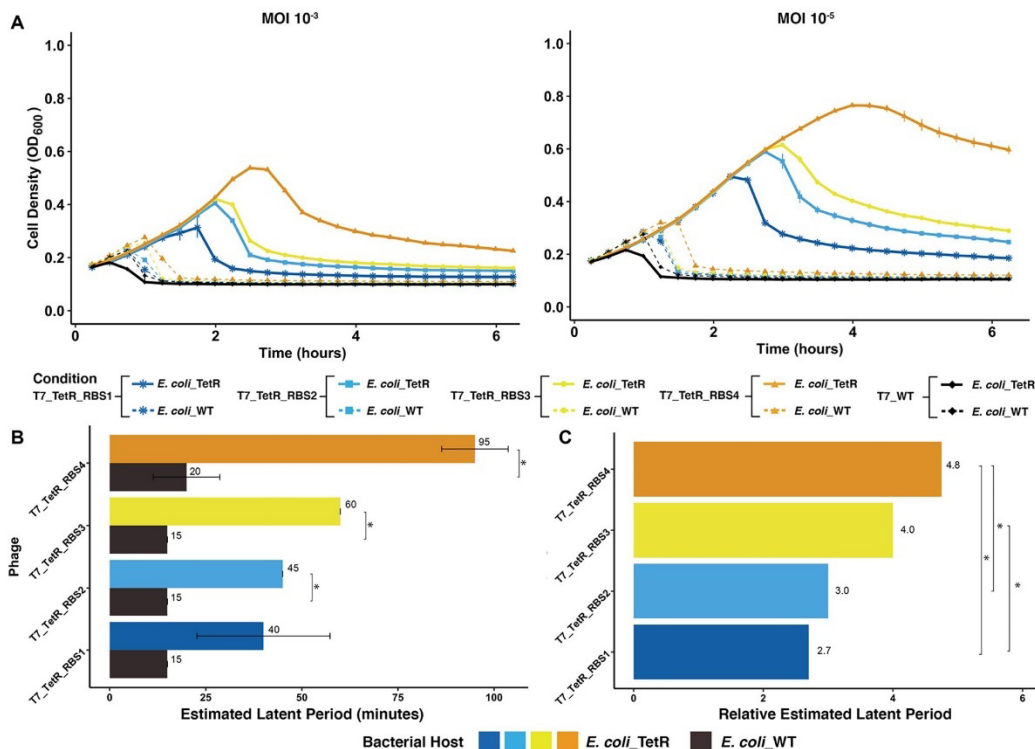 A
MOI 10⁻³
MOI 10⁻⁵
Cell Density (OD₆₀₀)
1.0
0.8
0.6
0.4
0.2
0.0
0
2
4
6
Time (hours)
1.0
0.8
0.6
0.4
0.2
0.0
0
2
4
6
Time (hours)
Condition
T7_TetR_RBS1
E. coli_TetR
E. coli_WT
T7_TetR_RBS2
E. coli_TetR
E. coli_WT
T7_TetR_RBS3
E. coli_TetR
E. coli_WT
T7_TetR_RBS4
E. coli_TetR
E. coli_WT
T7_WT
E. coli_TetR
E. coli_WT
B
Phage
T7_TetR_RBS4
T7_TetR_RBS3
T7_TetR_RBS2
T7_TetR_RBS1
95
*
20
60
*
15
45
*
15
40
15
0
25
50
75
100
Estimated Latent Period (minutes)
C
T7_TetR_RBS4
T7_TetR_RBS3
T7_TetR_RBS2
T7_TetR_RBS1
4.8
4.0
3.0
2.7
*
*
*
0
2
4
6
Relative Estimated Latent Period
Bacterial Host
E. coli_TetR
E. coli_WT